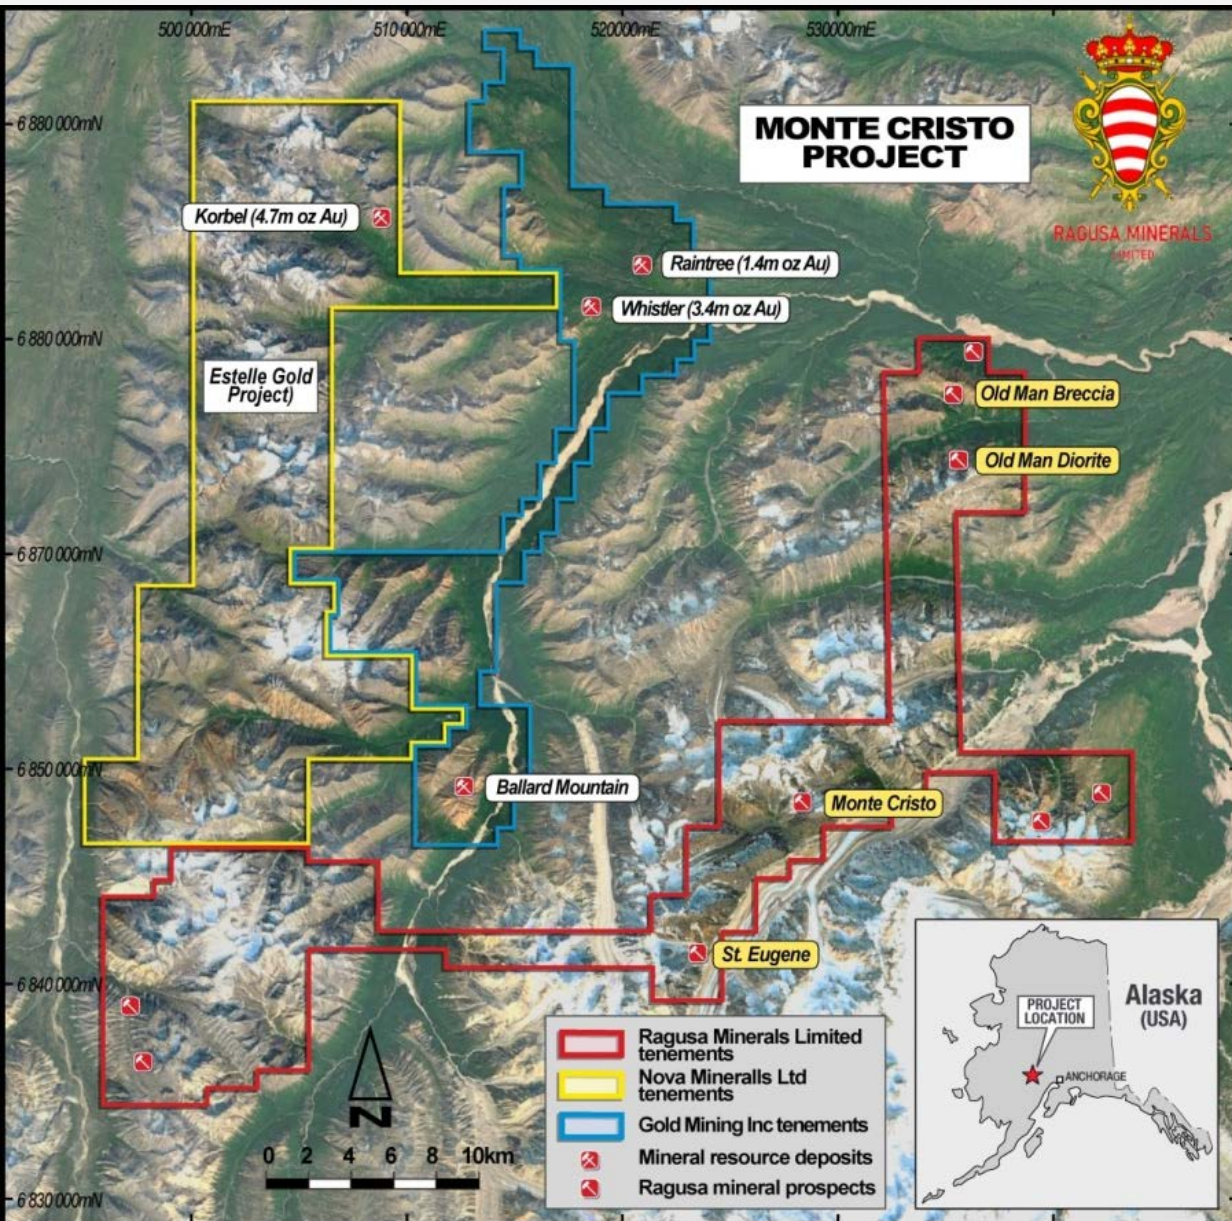 500 000mE
510 000mE
520000mE
530000mE
6 880 000mN
6 880 000mN
6 870 000mN
6 850 000mN
6 840 000mN
6 830 000mN
MONTE CRISTO
PROJECT
RAGUSA MINERALS
LIMITED
Korbel (4.7m oz Au)
Raintree (1.4m oz Au)
Whistler (3.4m oz Au)
Estelle Gold
Project)
Old Man Breccia
Old Man Diorite
Ballard Mountain
Monte Cristo
St. Eugene
N
0 2 4 6 8 10km
Ragusa Minerals Limited
tenements
Nova Mineralls Ltd
tenements
Gold Mining Inc tenements
Mineral resource deposits
Ragusa mineral prospects
Alaska
(USA)
PROJECT
LOCATION
ANCHORAGE